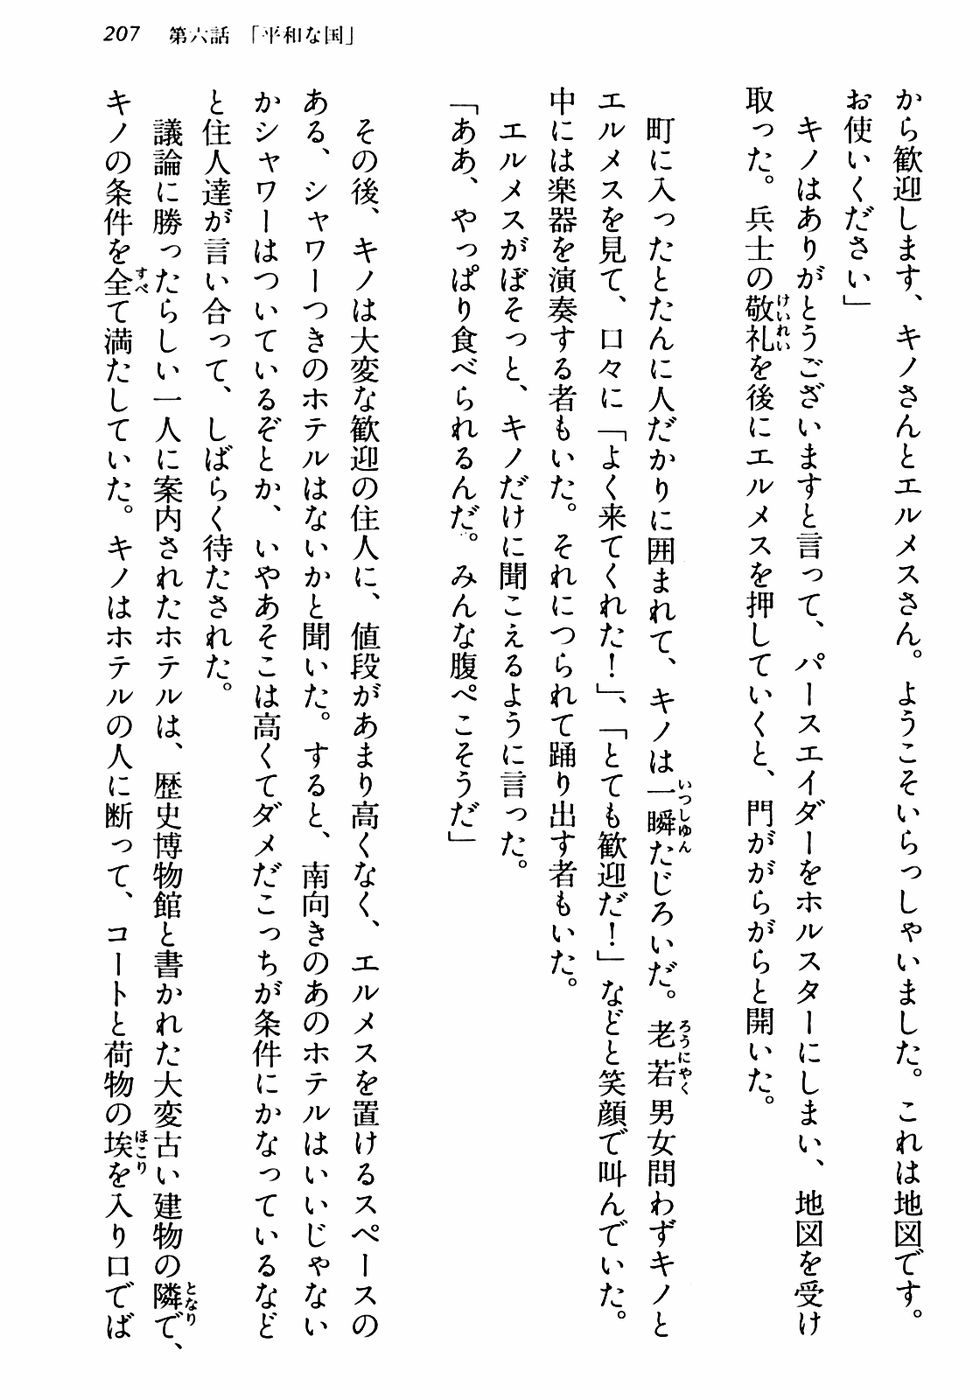 207　第六話　「平和な国」
から歓迎します、キノさんとエルメスさん。ようこそいらっしゃいました。これは地図です。
お使いください」
　キノはありがとうございますと言って、パースエイダーをホルスターにしまい、地図を受け
取った。兵士の敬礼を後にエルメスを押していくと、門ががらがらと開いた。
　町に入ったとたんに人だかりに囲まれて、キノは一瞬たじろいだ。老若男女問わずキノと
エルメスを見て、口々に「よく来てくれた！」、「とても歓迎だ！」などと笑顔で叫んでいた。
中には楽器を演奏する者もいた。それにつられて踊り出す者もいた。
　エルメスがぼそっと、キノだけに聞こえるように言った。
「ああ、やっぱり食べられるんだ。みんな腹ぺこそうだ」
　その後、キノは大変な歓迎の住人に、値段があまり高くなく、エルメスを置けるスペースの
ある、シャワーつきのホテルはないかと聞いた。すると、南向きのあのホテルはいいじゃない
かシャワーはついているぞとか、いやあそこは高くてダメだこっちが条件にかなっているなど
と住人達が言い合って、しばらく待たされた。
　議論に勝ったらしい一人に案内されたホテルは、歴史博物館と書かれた大変古い建物の隣で、
キノの条件を全て満たしていた。キノはホテルの人に断って、コートと荷物の埃を入り口でば